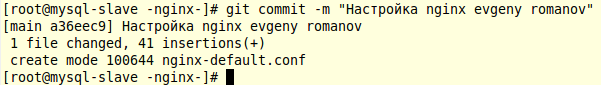 [root@mysql-slave -nginx-]# git commit -m "Настройка nginx evgeny romanov"
[main a36eec9] Настройка nginx evgeny romanov
 1 file changed, 41 insertions(+)
 create mode 100644 nginx-default.conf
[root@mysql-slave -nginx-]#